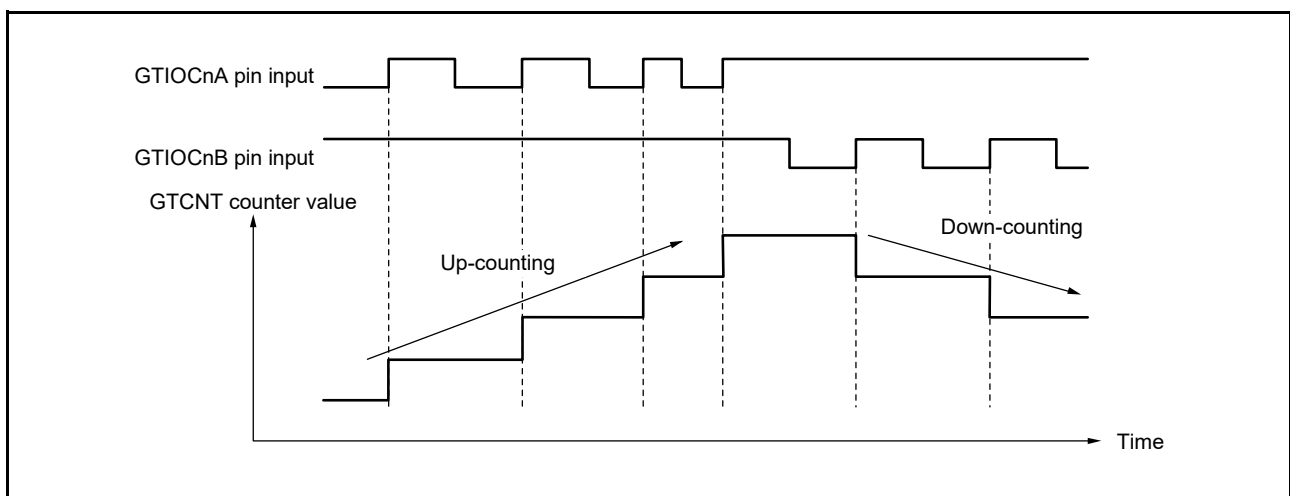 GTIOCnA pin input
GTIOCnB pin input
GTCNT counter value
Up-counting
Down-counting
Time